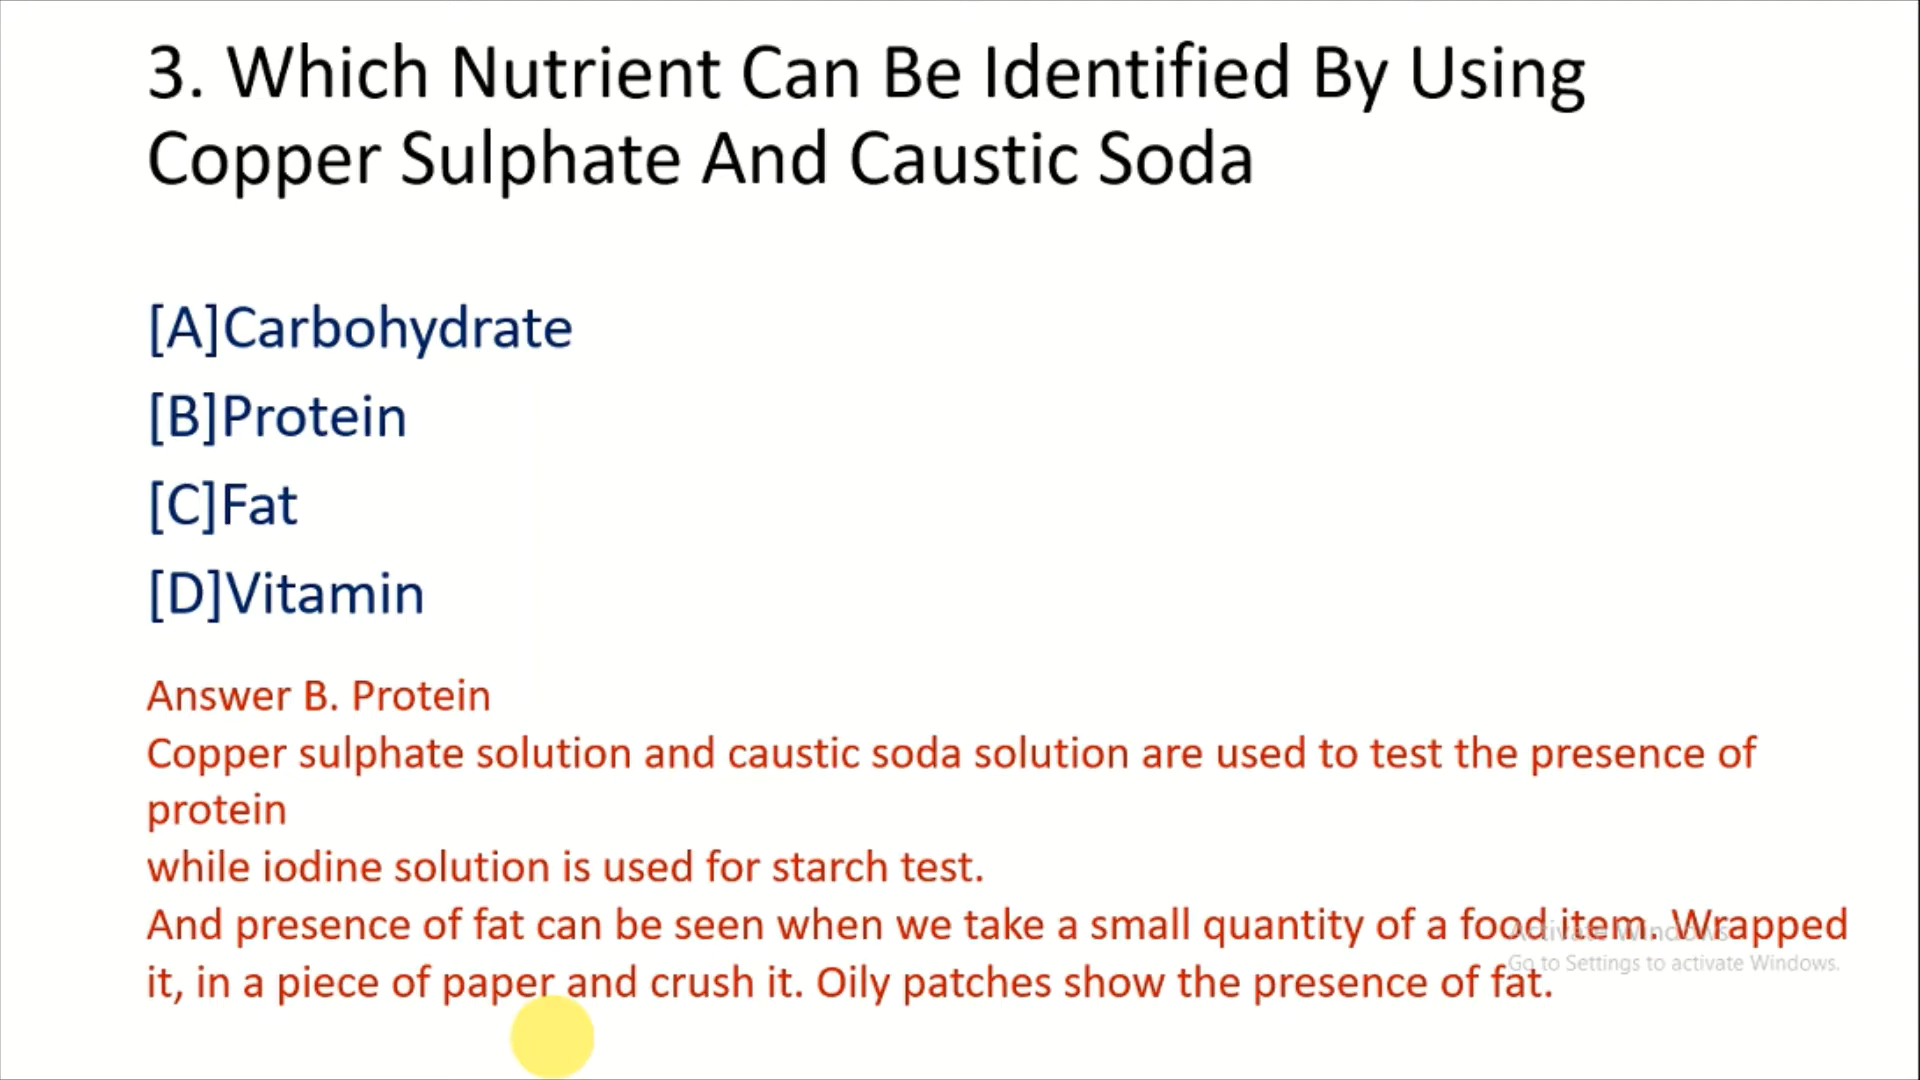 3. Which Nutrient Can Be Identified By Using
Copper Sulphate And Caustic Soda
[A]Carbohydrate
[B]Protein
[C]Fat
[D]Vitamin
Answer B. Protein
Copper sulphate solution and caustic soda solution are used to test the presence of
protein
while iodine solution is used for starch test.
And presence of fat can be seen when we take a small quantity of a food item. Wrapped
it, in a piece of paper and crush it. Oily patches show the presence of fat.
Activate Windows
Go to Settings to activate Windows.